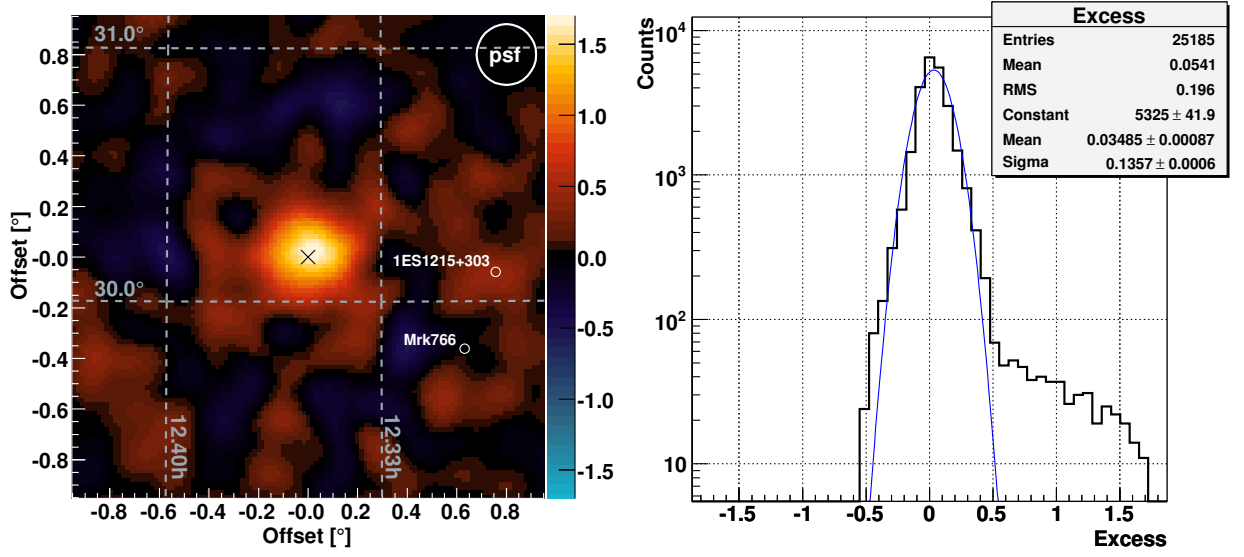 31.0°
psf
30.0°
1ES1215+303
Mrk766
12.40h
12.33h
0.8
0.6
0.4
0.2
-0.0
-0.2
-0.4
-0.6
-0.8
Offset [°]
-0.8 -0.6 -0.4 -0.2 0.0 0.2 0.4 0.6 0.8
Offset [°]
1.5
1.0
0.5
0.0
-0.5
-1.0
-1.5
Counts
10⁴
10³
10²
10
-1.5 -1 -0.5 0 0.5 1 1.5
Excess
Excess
Entries 25185
Mean 0.0541
RMS 0.196
Constant 5325 ± 41.9
Mean 0.03485 ± 0.00087
Sigma 0.1357 ± 0.0006